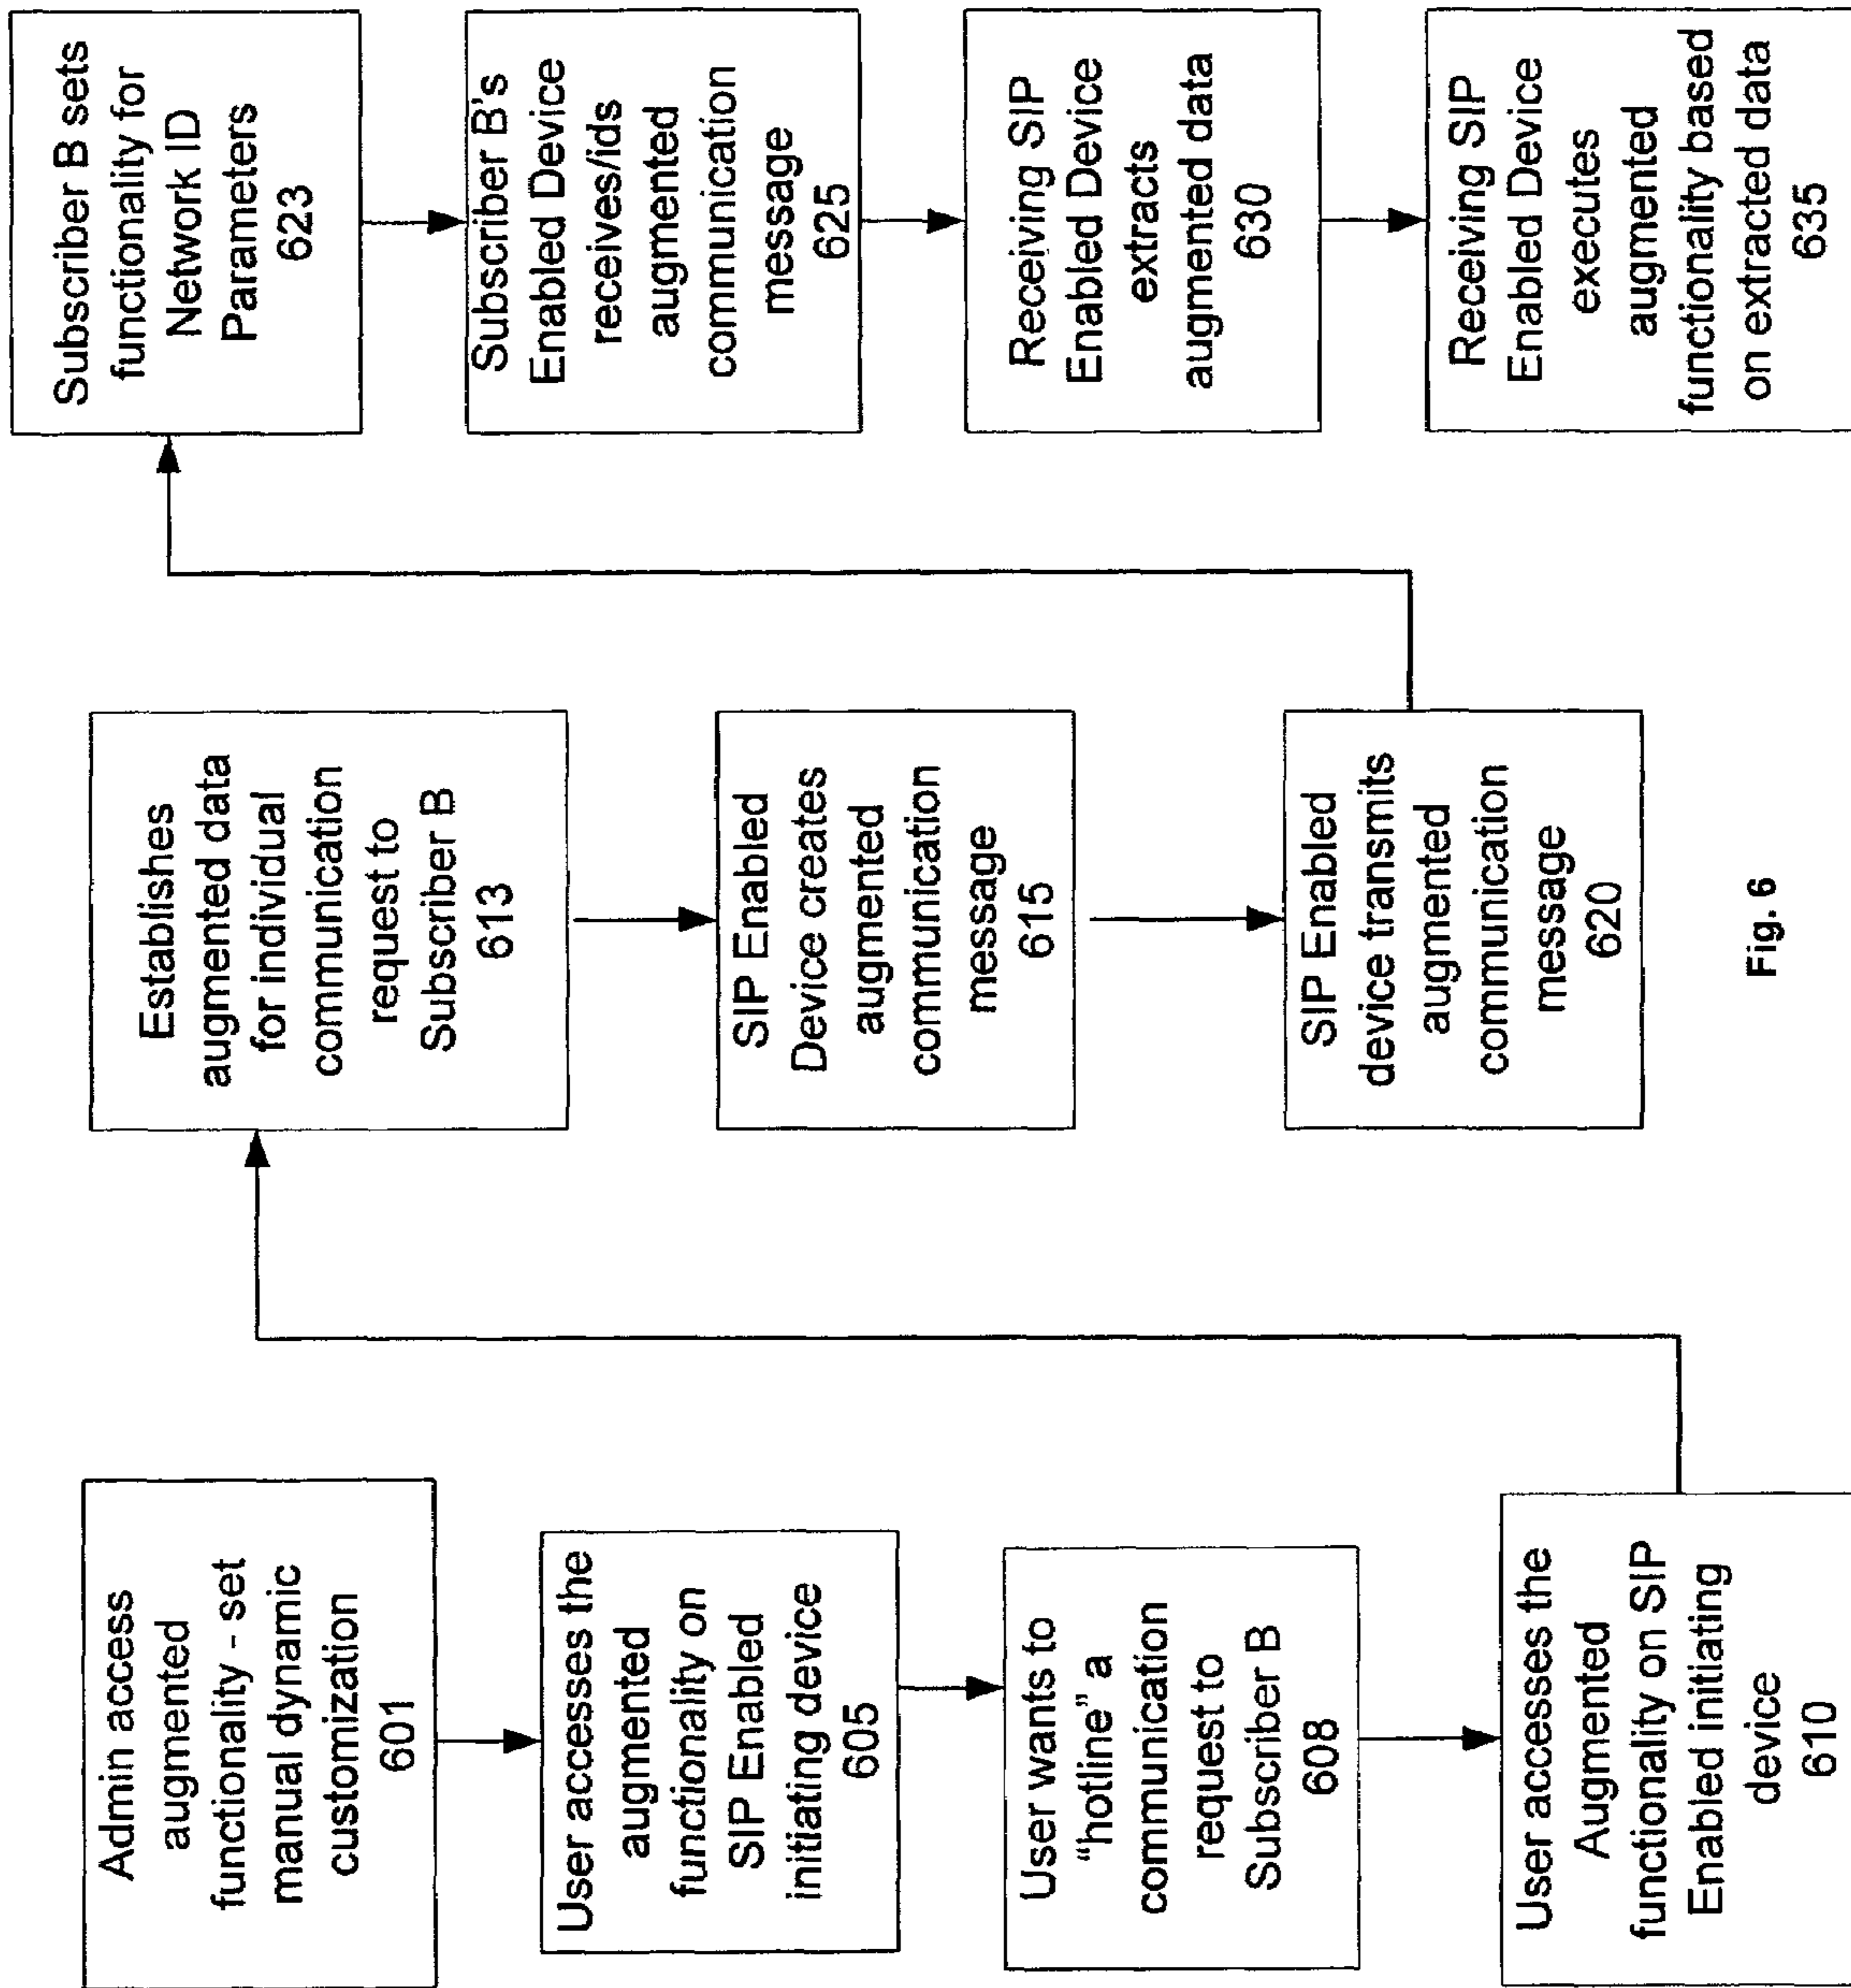 Admin access
augmented
functionality - set
manual dynamic
customization
601
User accesses the
augmented
functionality on
SIP Enabled
initiating device
605
User wants to
“hotline” a
communication
request to
Subscriber B
608
User accesses the
Augmented
functionality on SIP
Enabled initiating
device
610
Establishes
augmented data
for individual
communication
request to
Subscriber B
613
SIP Enabled
Device creates
augmented
communication
message
615
SIP Enabled
device transmits
augmented
communication
message
620
Subscriber B sets
functionality for
Network ID
Parameters
623
Subscriber B's
Enabled Device
receives/ids
augmented
communication
message
625
Receiving SIP
Enabled Device
extracts
augmented data
630
Receiving SIP
Enabled Device
executes
augmented
functionality based
on extracted data
635
Fig. 6